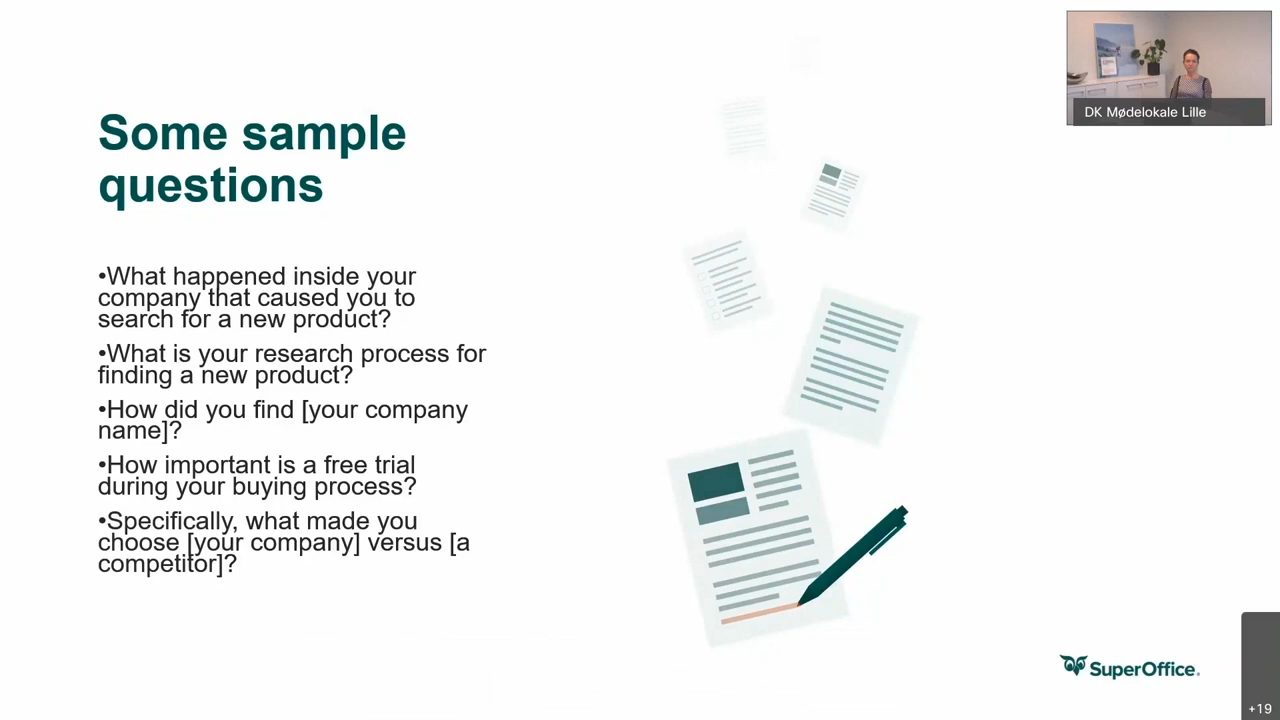 Some sample
questions
•What happened inside your
company that caused you to
search for a new product?
•What is your research process for
finding a new product?
•How did you find [your company
name]?
•How important is a free trial
during your buying process?
•Specifically, what made you
choose [your company] versus [a
competitor]?
DK Mødelokale Lille
SuperOffice.
+19